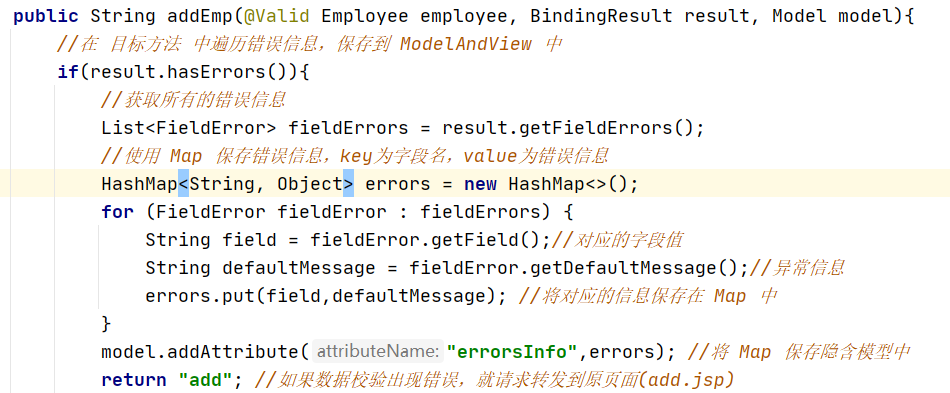 public String addEmp(@Valid Employee employee, BindingResult result, Model model){
//在 目标方法 中遍历错误信息，保存到 ModelAndView 中
if(result.hasErrors()){
//获取所有的错误信息
List<FieldError> fieldErrors = result.getFieldErrors();
//使用 Map 保存错误信息，key为字段名，value为错误信息
HashMap<String, Object> errors = new HashMap<>();
for (FieldError fieldError : fieldErrors) {
String field = fieldError.getField();//对应的字段值
String defaultMessage = fieldError.getDefaultMessage();//异常信息
errors.put(field,defaultMessage); //将对应的信息保存在 Map 中
}
model.addAttribute( attributeName: "errorsInfo",errors); //将 Map 保存隐含模型中
return "add"; //如果数据校验出现错误，就请求转发到原页面(add.jsp)